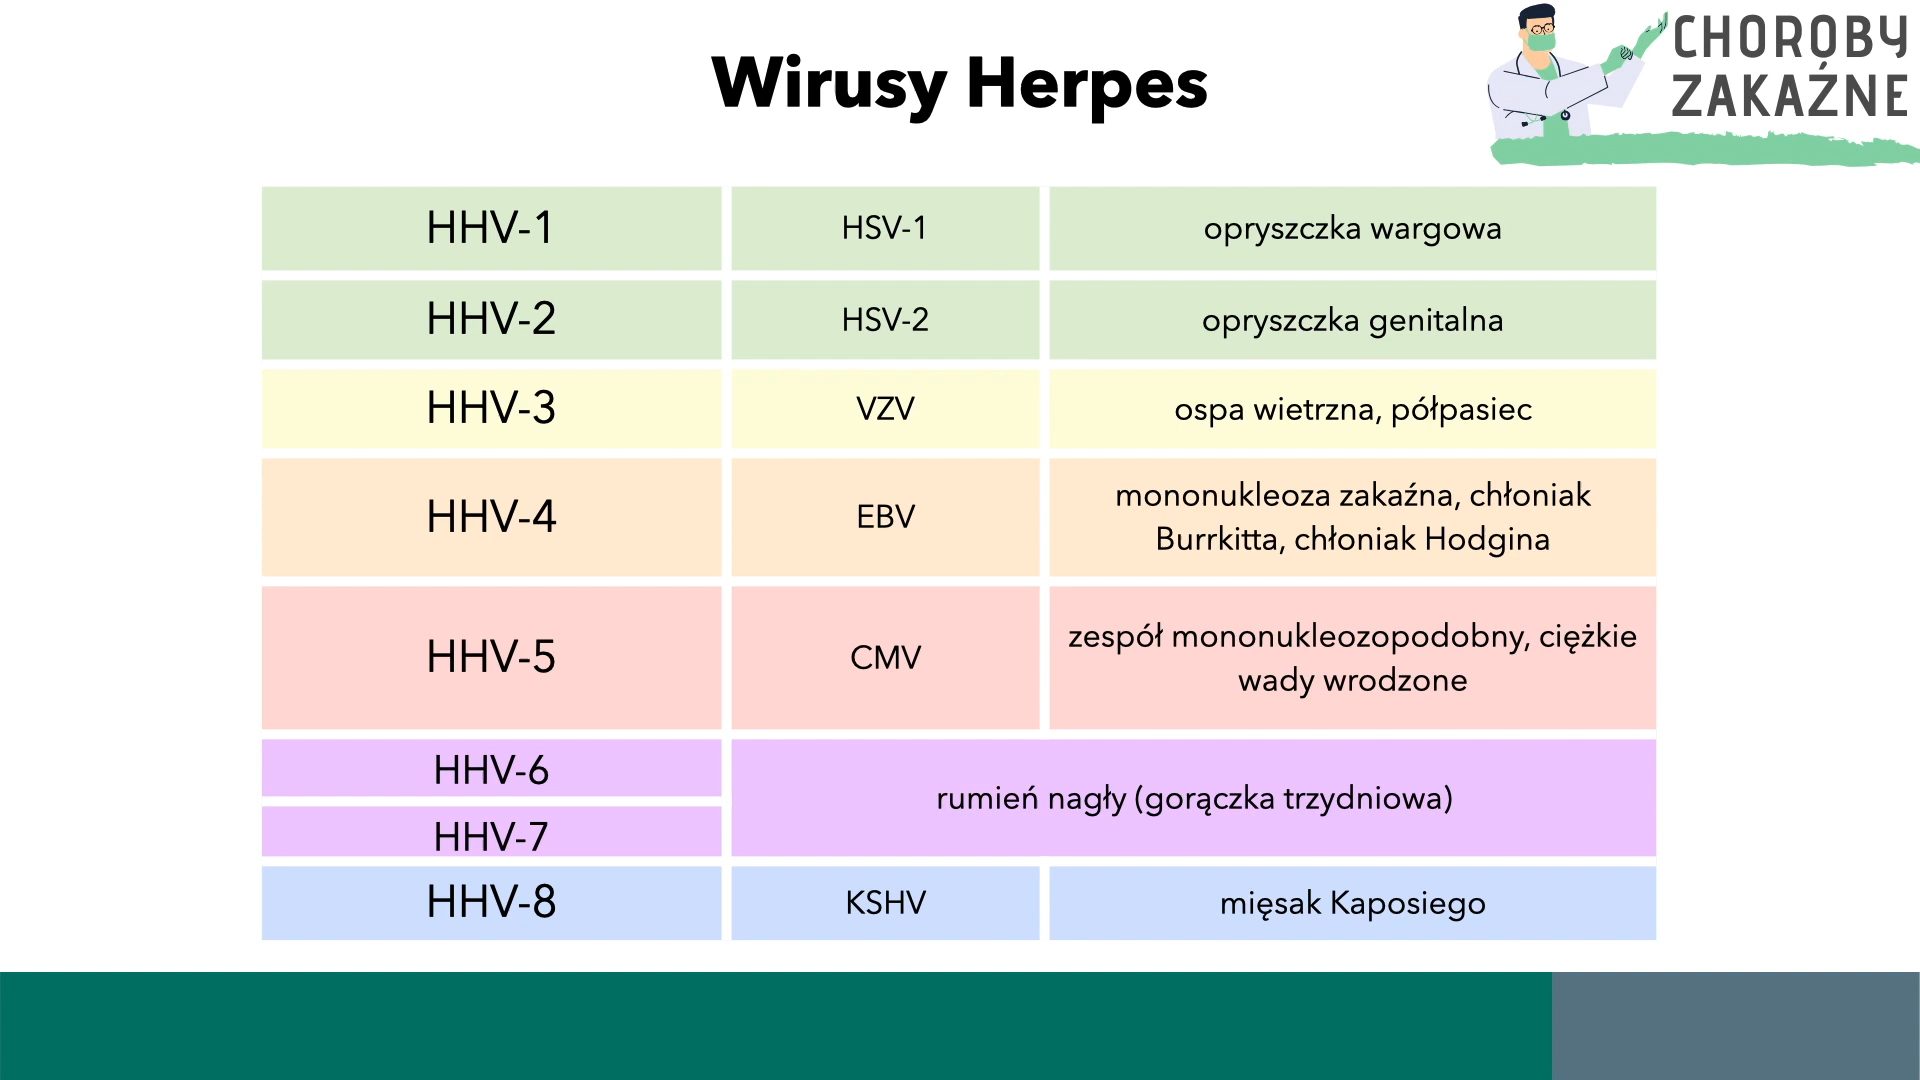 Wirusy Herpes
CHOROBY
ZAKAŹNE
HHV-1 HSV-1 opryszczka wargowa
HHV-2 HSV-2 opryszczka genitalna
HHV-3 VZV ospa wietrzna, półpasiec
HHV-4 EBV mononukleoza zakaźna, chłoniak
Burrkitta, chłoniak Hodgina
HHV-5 CMV zespół mononukleozopodobny, ciężkie
wady wrodzone
HHV-6
rumień nagły (gorączka trzydniowa)
HHV-7
HHV-8 KSHV mięsak Kaposiego